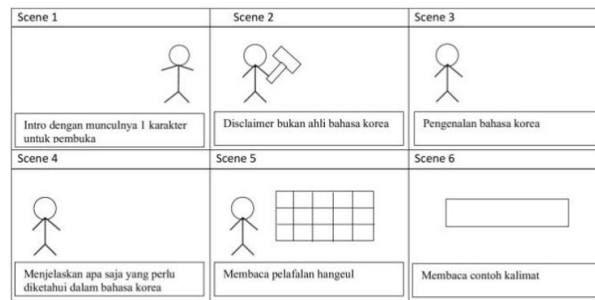 Scene 1
Scene 2
Scene 3
Intro dengan munculnya 1 karakter
untuk pembuka
Disclaimer bukan ahli bahasa korea
Pengenalan bahasa korea
Scene 4
Scene 5
Scene 6
Menjelaskan apa saja yang perlu
diketahui dalam bahasa korea
Membaca pelafalan hangeul
Membaca contoh kalimat